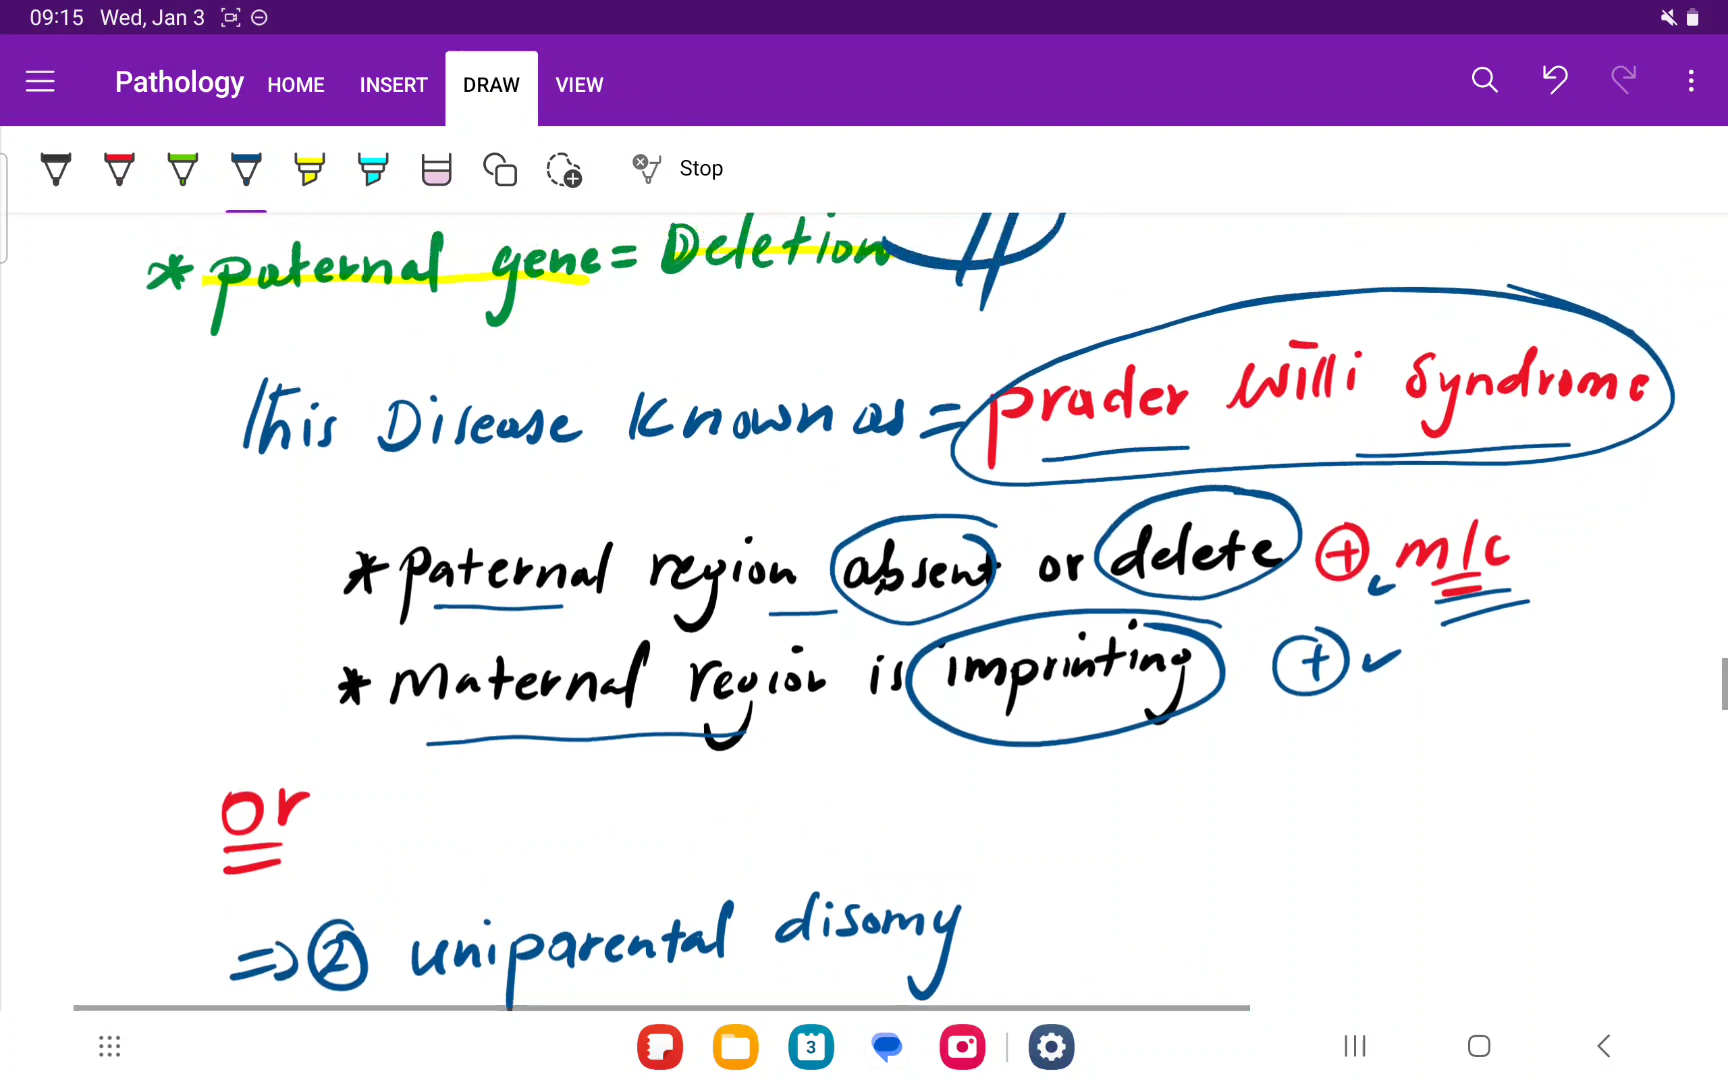 09:15 Wed, Jan 3
Pathology HOME INSERT DRAW VIEW
Stop
* paternal gene = Deletion
This Disease Known as = prader willi syndrome
* paternal region absent or delete + m/c
* Maternal region is imprinting +
or
⇒ 2 uniparental disomy
3